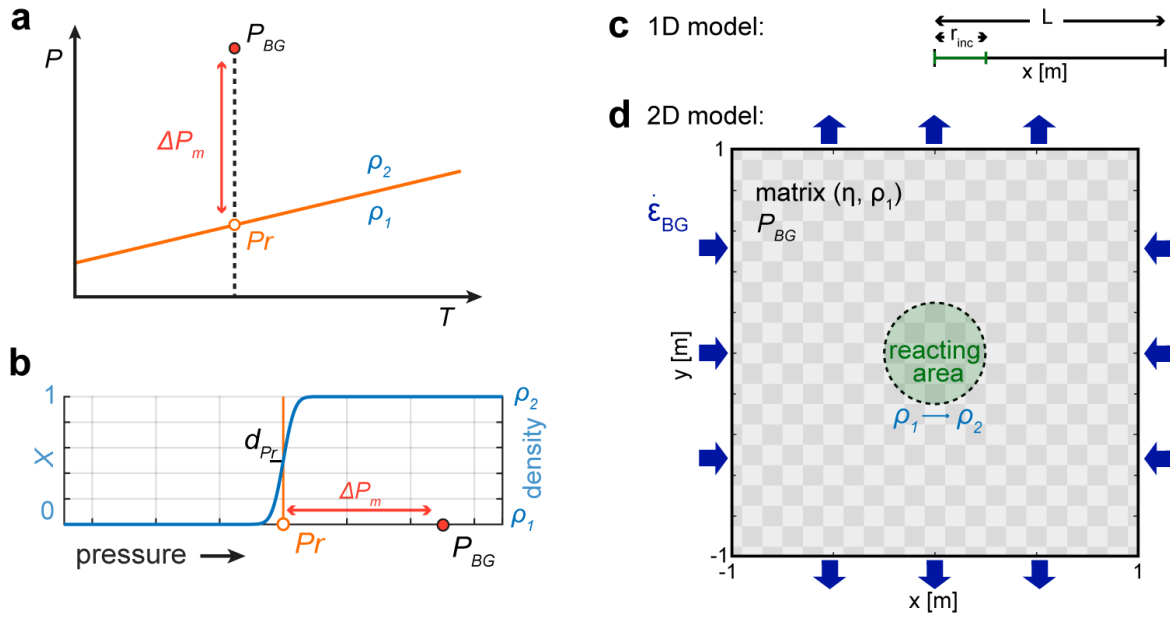 a
P
P_BG
ΔP_m
ρ_2
ρ_1
Pr
T
b
1
X
0
d_Pr
ΔP_m
ρ_2
density
ρ_1
Pr
P_BG
pressure
c 1D model:
L
r_inc
x [m]
d 2D model:
1
matrix (η, ρ_1)
P_BG
ε̇_BG
y [m]
reacting
area
ρ_1 → ρ_2
-1
-1
1
x [m]